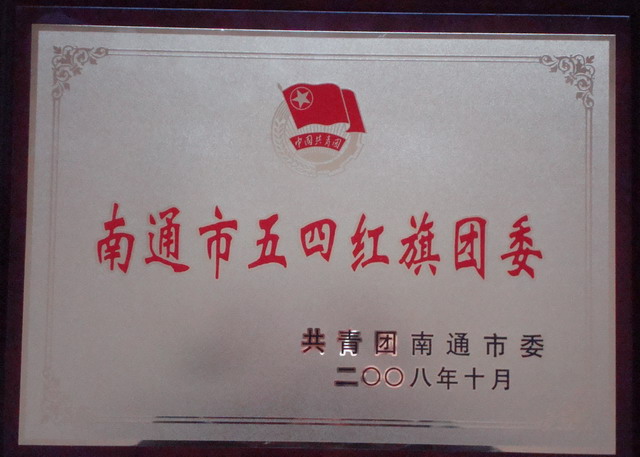 中国共青团
南通市五四红旗团委
共青团南通市委
二〇〇八年十月